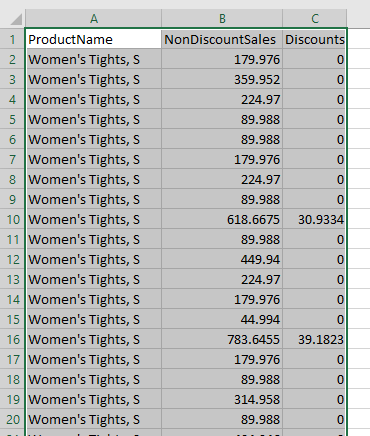 A B C
1 ProductName NonDiscountSales Discounts
2 Women's Tights, S 179.976 0
3 Women's Tights, S 359.952 0
4 Women's Tights, S 224.97 0
5 Women's Tights, S 89.988 0
6 Women's Tights, S 89.988 0
7 Women's Tights, S 179.976 0
8 Women's Tights, S 224.97 0
9 Women's Tights, S 89.988 0
10 Women's Tights, S 618.6675 30.9334
11 Women's Tights, S 89.988 0
12 Women's Tights, S 449.94 0
13 Women's Tights, S 224.97 0
14 Women's Tights, S 179.976 0
15 Women's Tights, S 44.994 0
16 Women's Tights, S 783.6455 39.1823
17 Women's Tights, S 179.976 0
18 Women's Tights, S 89.988 0
19 Women's Tights, S 314.958 0
20 Women's Tights, S 89.988 0